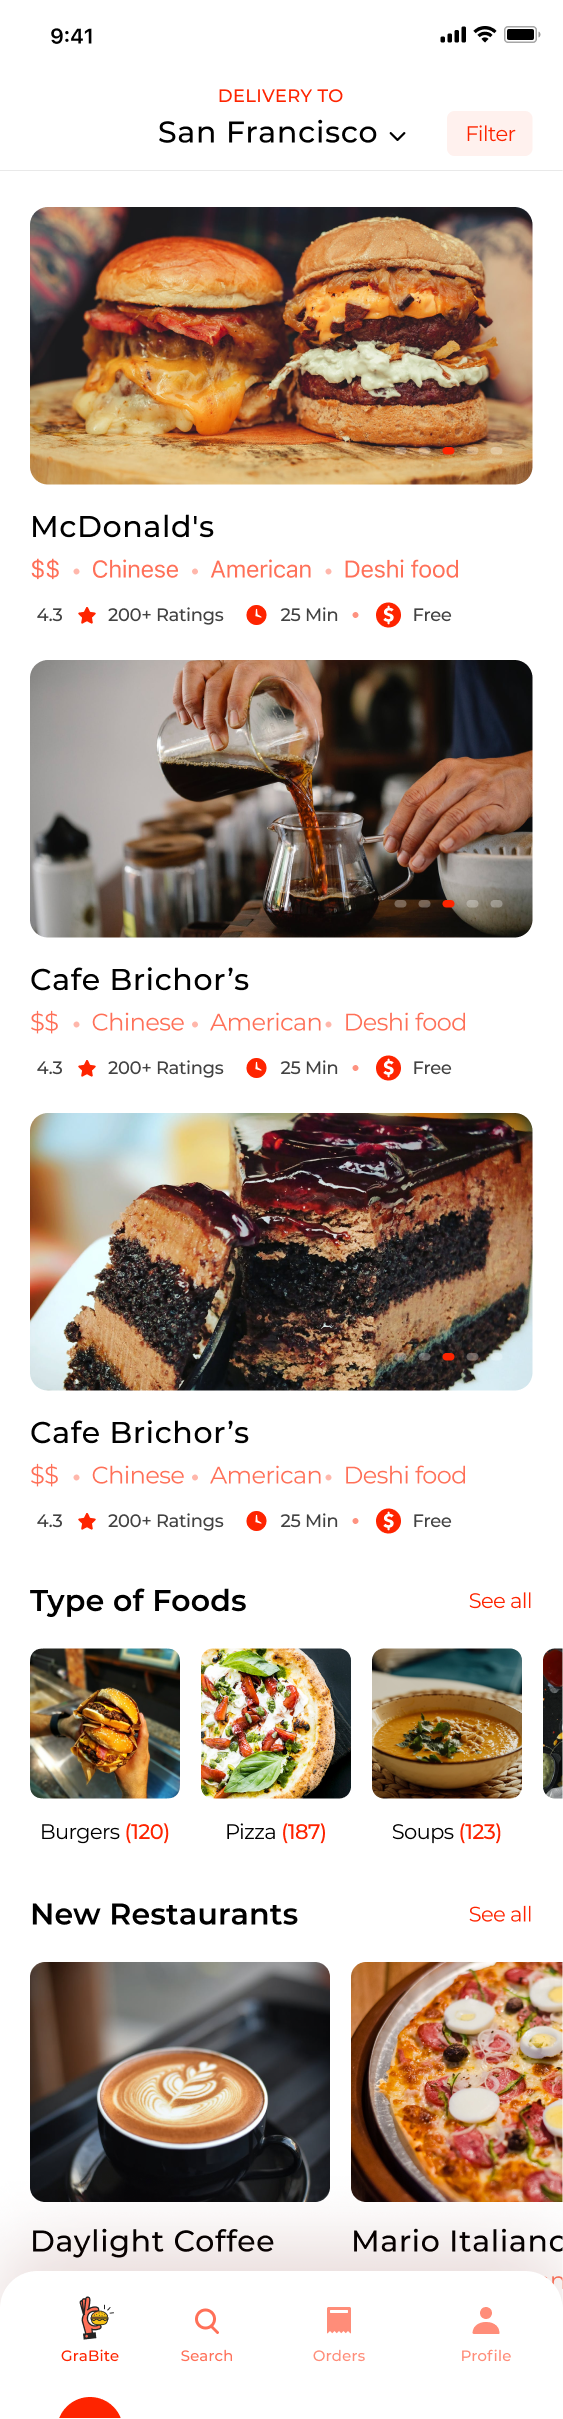 9:41
DELIVERY TO
San Francisco
Filter
McDonald's
$$ • Chinese • American • Deshi food
4.3 200+ Ratings 25 Min • Free
Cafe Brichor’s
$$ • Chinese • American • Deshi food
4.3 200+ Ratings 25 Min • Free
Cafe Brichor’s
$$ • Chinese • American • Deshi food
4.3 200+ Ratings 25 Min • Free
Type of Foods See all
Burgers (120) Pizza (187) Soups (123)
New Restaurants See all
Daylight Coffee Mario Italiano
GraBite Search Orders Profile